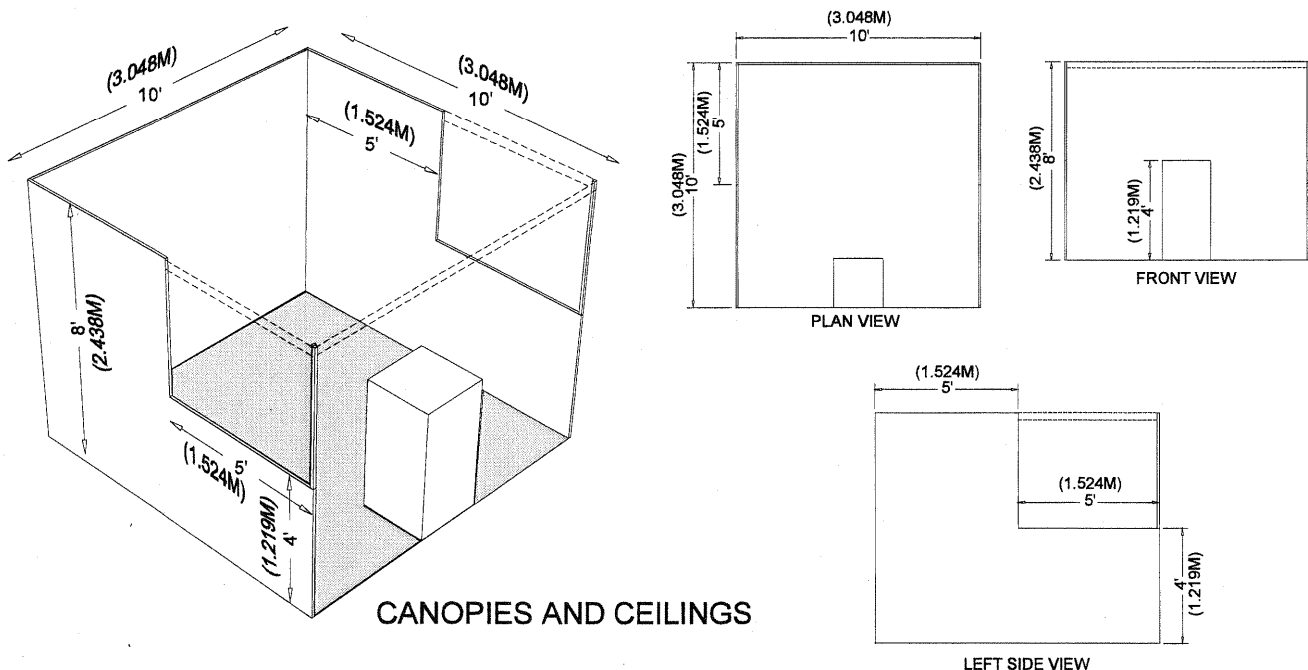 (3.048M)
10'
(3.048M)
10'
(1.524M)
5'
8'
(2.438M)
5'
(1.524M)
(1.219M)
4'
CANOPIES AND CEILINGS
(3.048M)
10'
(3.048M)
10'
(1.524M)
5'
PLAN VIEW
(2.438M)
8'
(1.219M)
4'
FRONT VIEW
(1.524M)
5'
(1.524M)
5'
4'
(1.219M)
LEFT SIDE VIEW